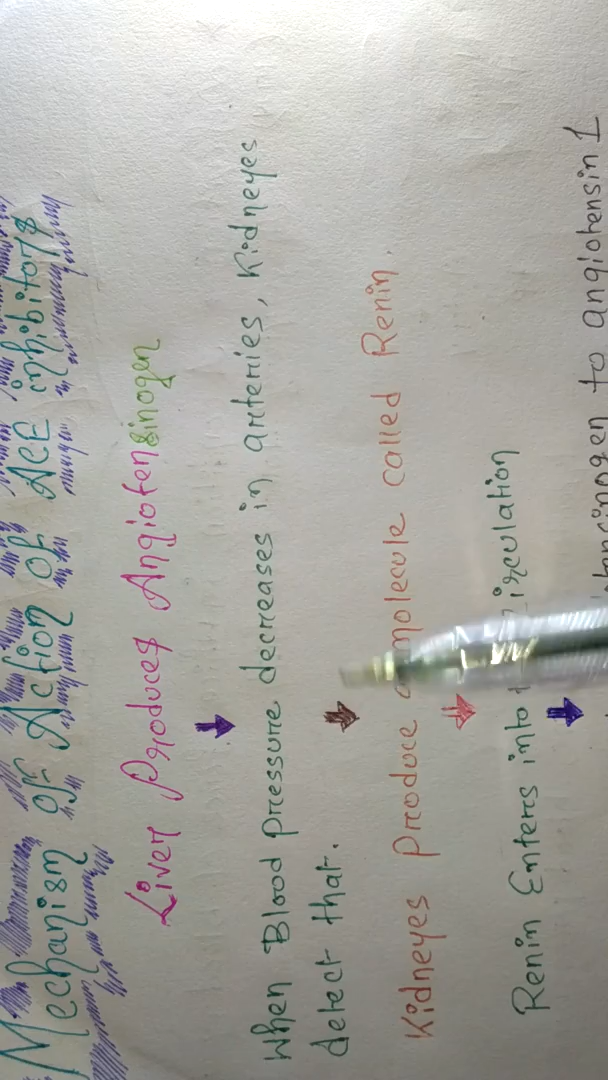 Mechanism OF Action OF ACE inhibitors
Liver Produces Angiotensinogen
When Blood pressure decreases in arteries, Kidneyes
detect that.
Kidneyes produce molecule called Renin.
Renin Enters into
to angiotensin 1